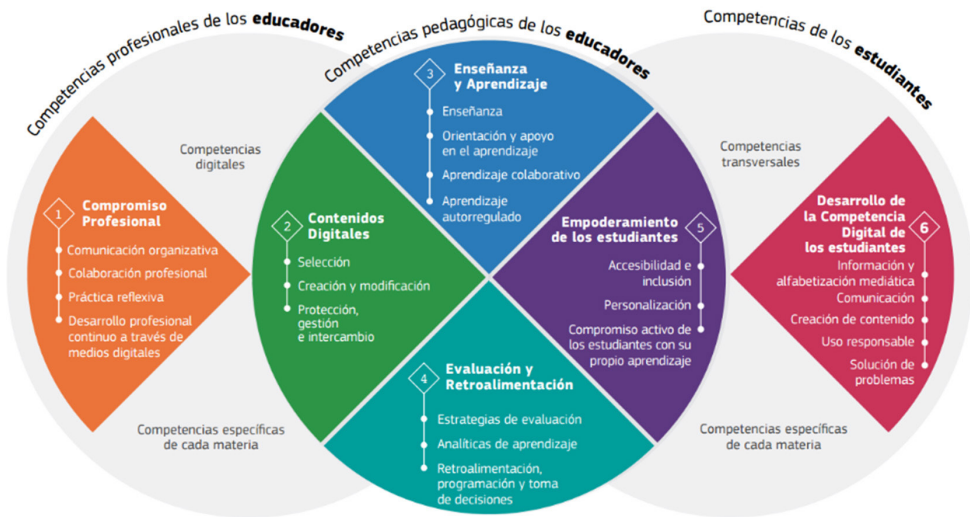 Competencias profesionales de los educadores
Competencias pedagógicas de los educadores
Competencias de los estudiantes
Competencias
digitales
1
Compromiso
Profesional
Comunicación organizativa
Colaboración profesional
Práctica reflexiva
Desarrollo profesional
continuo a través de
medios digitales
Competencias específicas
de cada materia
2
Contenidos
Digitales
Selección
Creación y modificación
Protección,
gestión
e intercambio
3
Enseñanza
y Aprendizaje
Enseñanza
Orientación y apoyo
en el aprendizaje
Aprendizaje colaborativo
Aprendizaje
autorregulado
4
Evaluación y
Retroalimentación
Estrategias de evaluación
Analíticas de aprendizaje
Retroalimentación,
programación y toma
de decisiones
5
Empoderamiento
de los estudiantes
Accesibilidad e
inclusión
Personalización
Compromiso activo de
los estudiantes con su
propio aprendizaje
Competencias
transversales
6
Desarrollo de
la Competencia
Digital de
los estudiantes
Información y
alfabetización mediática
Comunicación
Creación de contenido
Uso responsable
Solución de
problemas
Competencias específicas
de cada materia